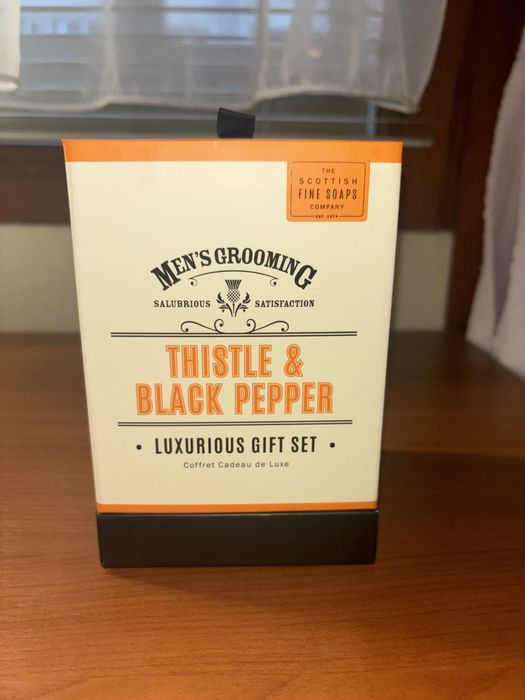 THE
SCOTTISH
FINE SOAPS
COMPANY
EST. 1974
MEN'S GROOMING
SALUBRIOUS SATISFACTION
THISTLE &
BLACK PEPPER
• LUXURIOUS GIFT SET •
Coffret Cadeau de Luxe